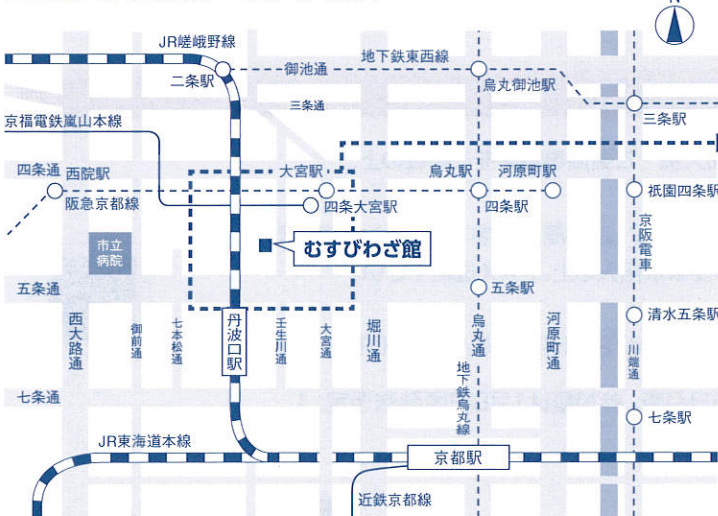 N
JR嵯峨野線
地下鉄東西線
御池通
二条駅
烏丸御池駅
三条通
三条駅
京福電鉄嵐山本線
四条通
西院駅
大宮駅
烏丸駅
河原町駅
阪急京都線
四条大宮駅
四条駅
祇園四条駅
京阪電車
市立
病院
むすびわざ館
五条通
五条駅
清水五条駅
西大路通
御前通
七本松通
丹波口駅
壬生川通
大宮通
堀川通
烏丸通
河原町通
川端通
地下鉄烏丸線
七条通
七条駅
JR東海道本線
京都駅
近鉄京都線